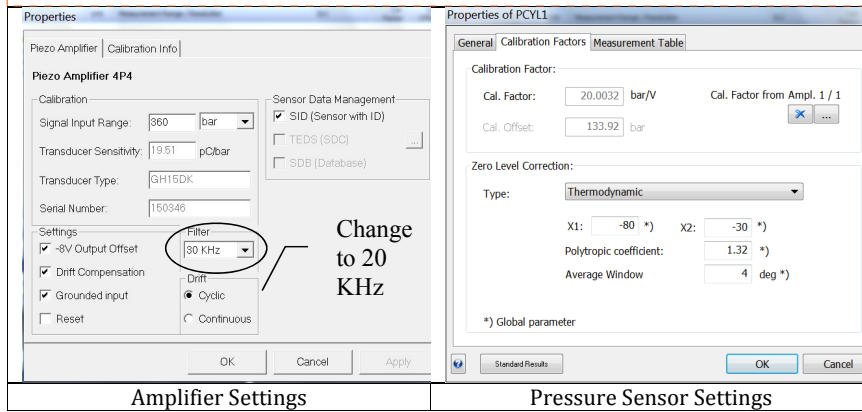 Properties
Piezo Amplifier Calibration Info
Piezo Amplifier 4P4
Calibration
Signal Input Range: 360 bar
Transducer Sensitivity: 19.51 pC/bar
Transducer Type: GH15DK
Serial Number: 150346
Sensor Data Management
SID (Sensor with ID)
TEDS (SDC) ...
SDB (Database)
Settings
-8V Output Offset
Drift Compensation
Grounded input
Reset
Filter
30 KHz
Drift
Cyclic
Continuous
Change
to 20
KHz
OK Cancel Apply
Amplifier Settings
Properties of PCYL1
General Calibration Factors Measurement Table
Calibration Factor:
Cal. Factor: 20.0032 bar/V Cal. Factor from Ampl. 1 / 1
Cal. Offset: 133.92 bar ...
Zero Level Correction:
Type: Thermodynamic
X1: -80 *) X2: -30 *)
Polytropic coefficient: 1.32 *)
Average Window 4 deg *)
*) Global parameter
Standard Results OK Cancel
Pressure Sensor Settings